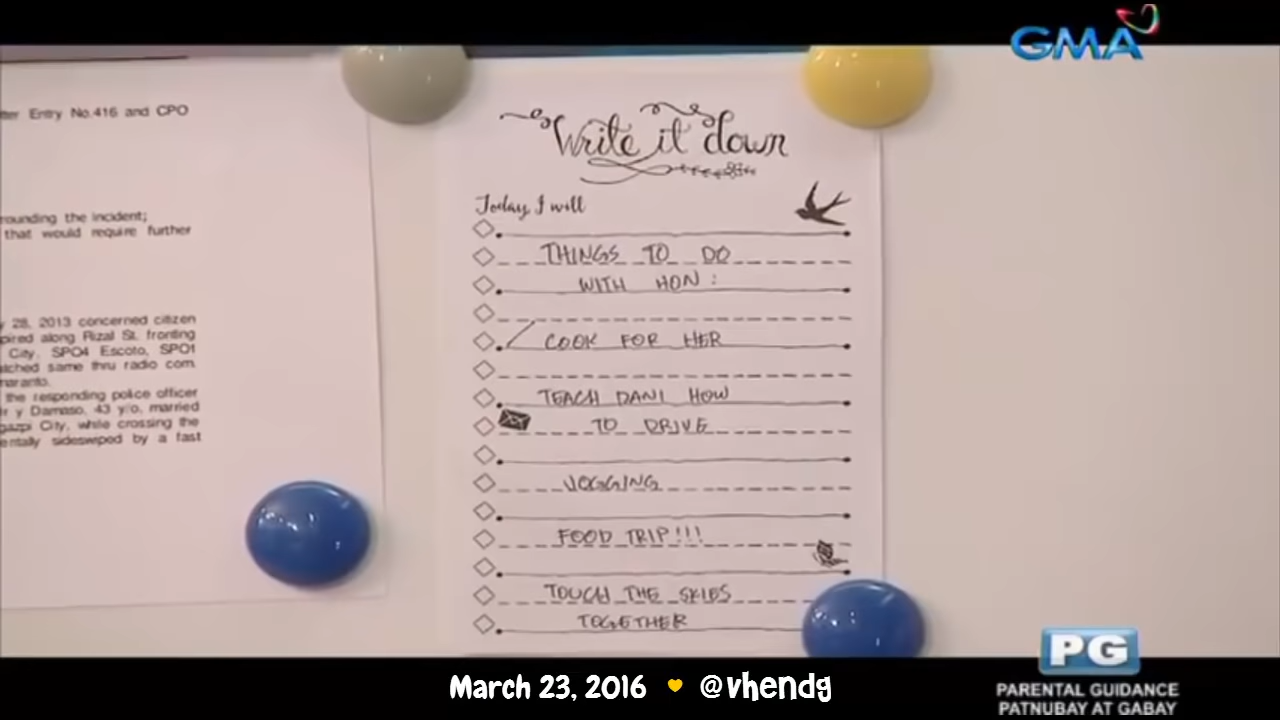 GMA
tter Entry No.416 and CPO
rounding the incident;
that would require further
y 28, 2013 concerned citizen
pired along Rizal St. fronting
City. SPO4 Escoto, SPO1
atched same thru radio com.
maranto.
the responding police officer
ir y Damaso, 43 y/o, married
gazpi City, while crossing the
entally sideswiped by a fast
Write it down
Today, I will
THINGS TO DO
WITH HON :
COOK FOR HER
TEACH DANI HOW
TO DRIVE
JOGGING
FOOD TRIP!!!
TOUCH THE SKIES
TOGETHER
PG
PARENTAL GUIDANCE
PATNUBAY AT GABAY
March 23, 2016 @vhendg